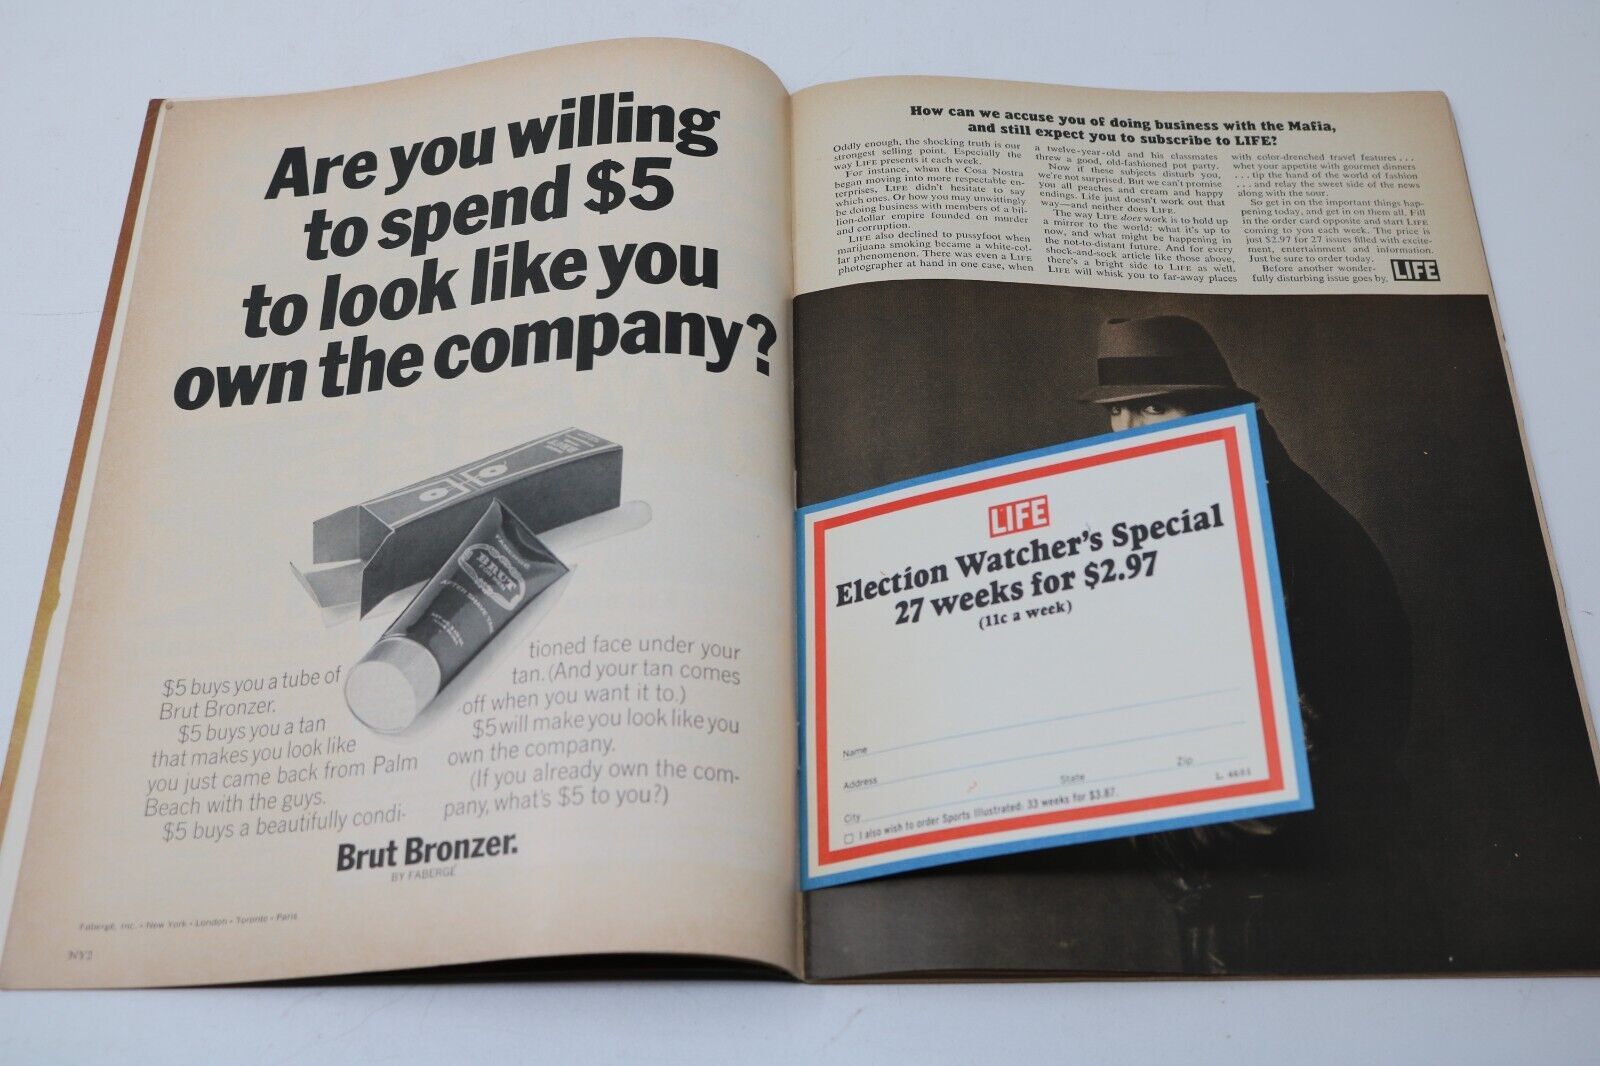 Are you willing
to spend $5
to look like you
own the company?
BRUT
FABERGÉ
BRUT
FOR MEN
AFTER SHAVE
$5 buys you a tube of
Brut Bronzer.
$5 buys you a tan
that makes you look like
you just came back from Palm
Beach with the guys.
$5 buys a beautifully condi-
tioned face under your
tan. (And your tan comes
off when you want it to.)
$5 will make you look like you
own the company.
(If you already own the com-
pany, what's $5 to you?)
Brut Bronzer.
BY FABERGÉ
Fabergé, Inc. • New York • London • Toronto • Paris
NY2
How can we accuse you of doing business with the Mafia,
and still expect you to subscribe to LIFE?
Oddly enough, the shocking truth is our
strongest selling point. Especially the
way LIFE presents it each week.
For instance, when the Cosa Nostra
began moving into more respectable en-
terprises, LIFE didn't hesitate to say
which ones. Or how you may unwittingly
be doing business with members of a bil-
lion-dollar empire founded on murder
and corruption.
LIFE also declined to pussyfoot when
marijuana smoking became a white-col-
lar phenomenon. There was even a LIFE
photographer at hand in one case, when
a twelve-year-old and his classmates
threw a good, old-fashioned pot party.
Now if these subjects disturb you,
we're not surprised. But we can't promise
you all peaches and cream and happy
endings. Life just doesn't work out that
way—and neither does LIFE.
The way LIFE does work is to hold up
a mirror to the world: what it's up to
now, and what might be happening in
the not-to-distant future. And for every
shock-and-sock article like those above,
there's a bright side to LIFE as well.
LIFE will whisk you to far-away places
with color-drenched travel features . . .
whet your appetite with gourmet dinners
. . . tip the hand of the world of fashion
. . . and relay the sweet side of the news
along with the sour.
So get in on the important things hap-
pening today, and get in on them all. Fill
in the order card opposite and start LIFE
coming to you each week. The price is
just $2.97 for 27 issues filled with excite-
ment, entertainment and information.
Just be sure to order today.
Before another wonder-
fully disturbing issue goes by.
LIFE
LIFE
Election Watcher's Special
27 weeks for $2.97
(11c a week)
Name
Address
City State Zip
I also wish to order Sports Illustrated: 33 weeks for $3.87.